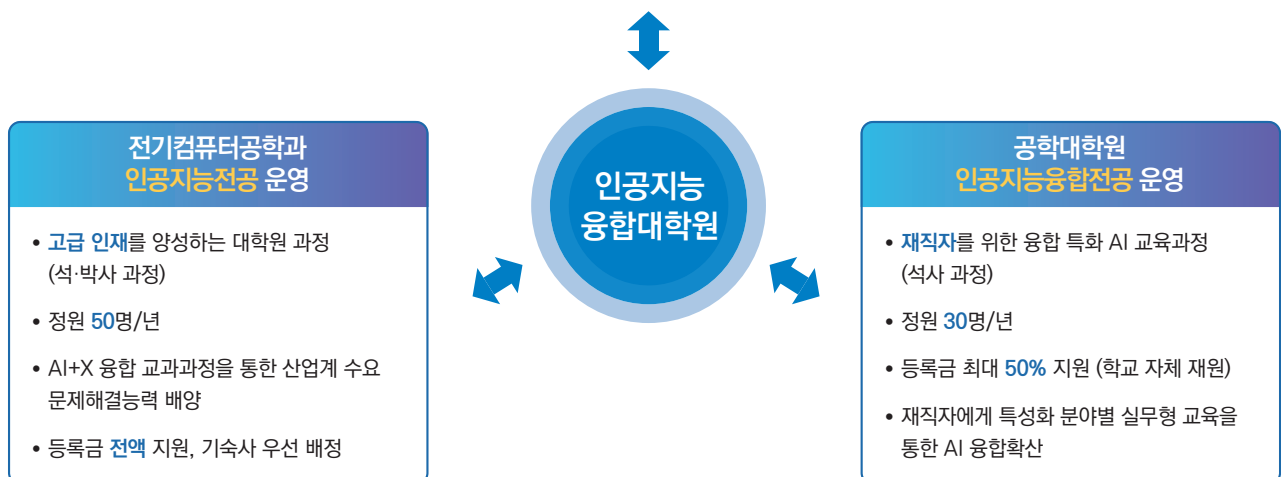 전기컴퓨터공학과
인공지능전공 운영
• 고급 인재를 양성하는 대학원 과정
(석·박사 과정)
• 정원 50명/년
• AI+X 융합 교과과정을 통한 산업계 수요
문제해결능력 배양
• 등록금 전액 지원, 기숙사 우선 배정
인공지능
융합대학원
공학대학원
인공지능융합전공 운영
• 재직자를 위한 융합 특화 AI 교육과정
(석사 과정)
• 정원 30명/년
• 등록금 최대 50% 지원 (학교 자체 재원)
• 재직자에게 특성화 분야별 실무형 교육을
통한 AI 융합확산